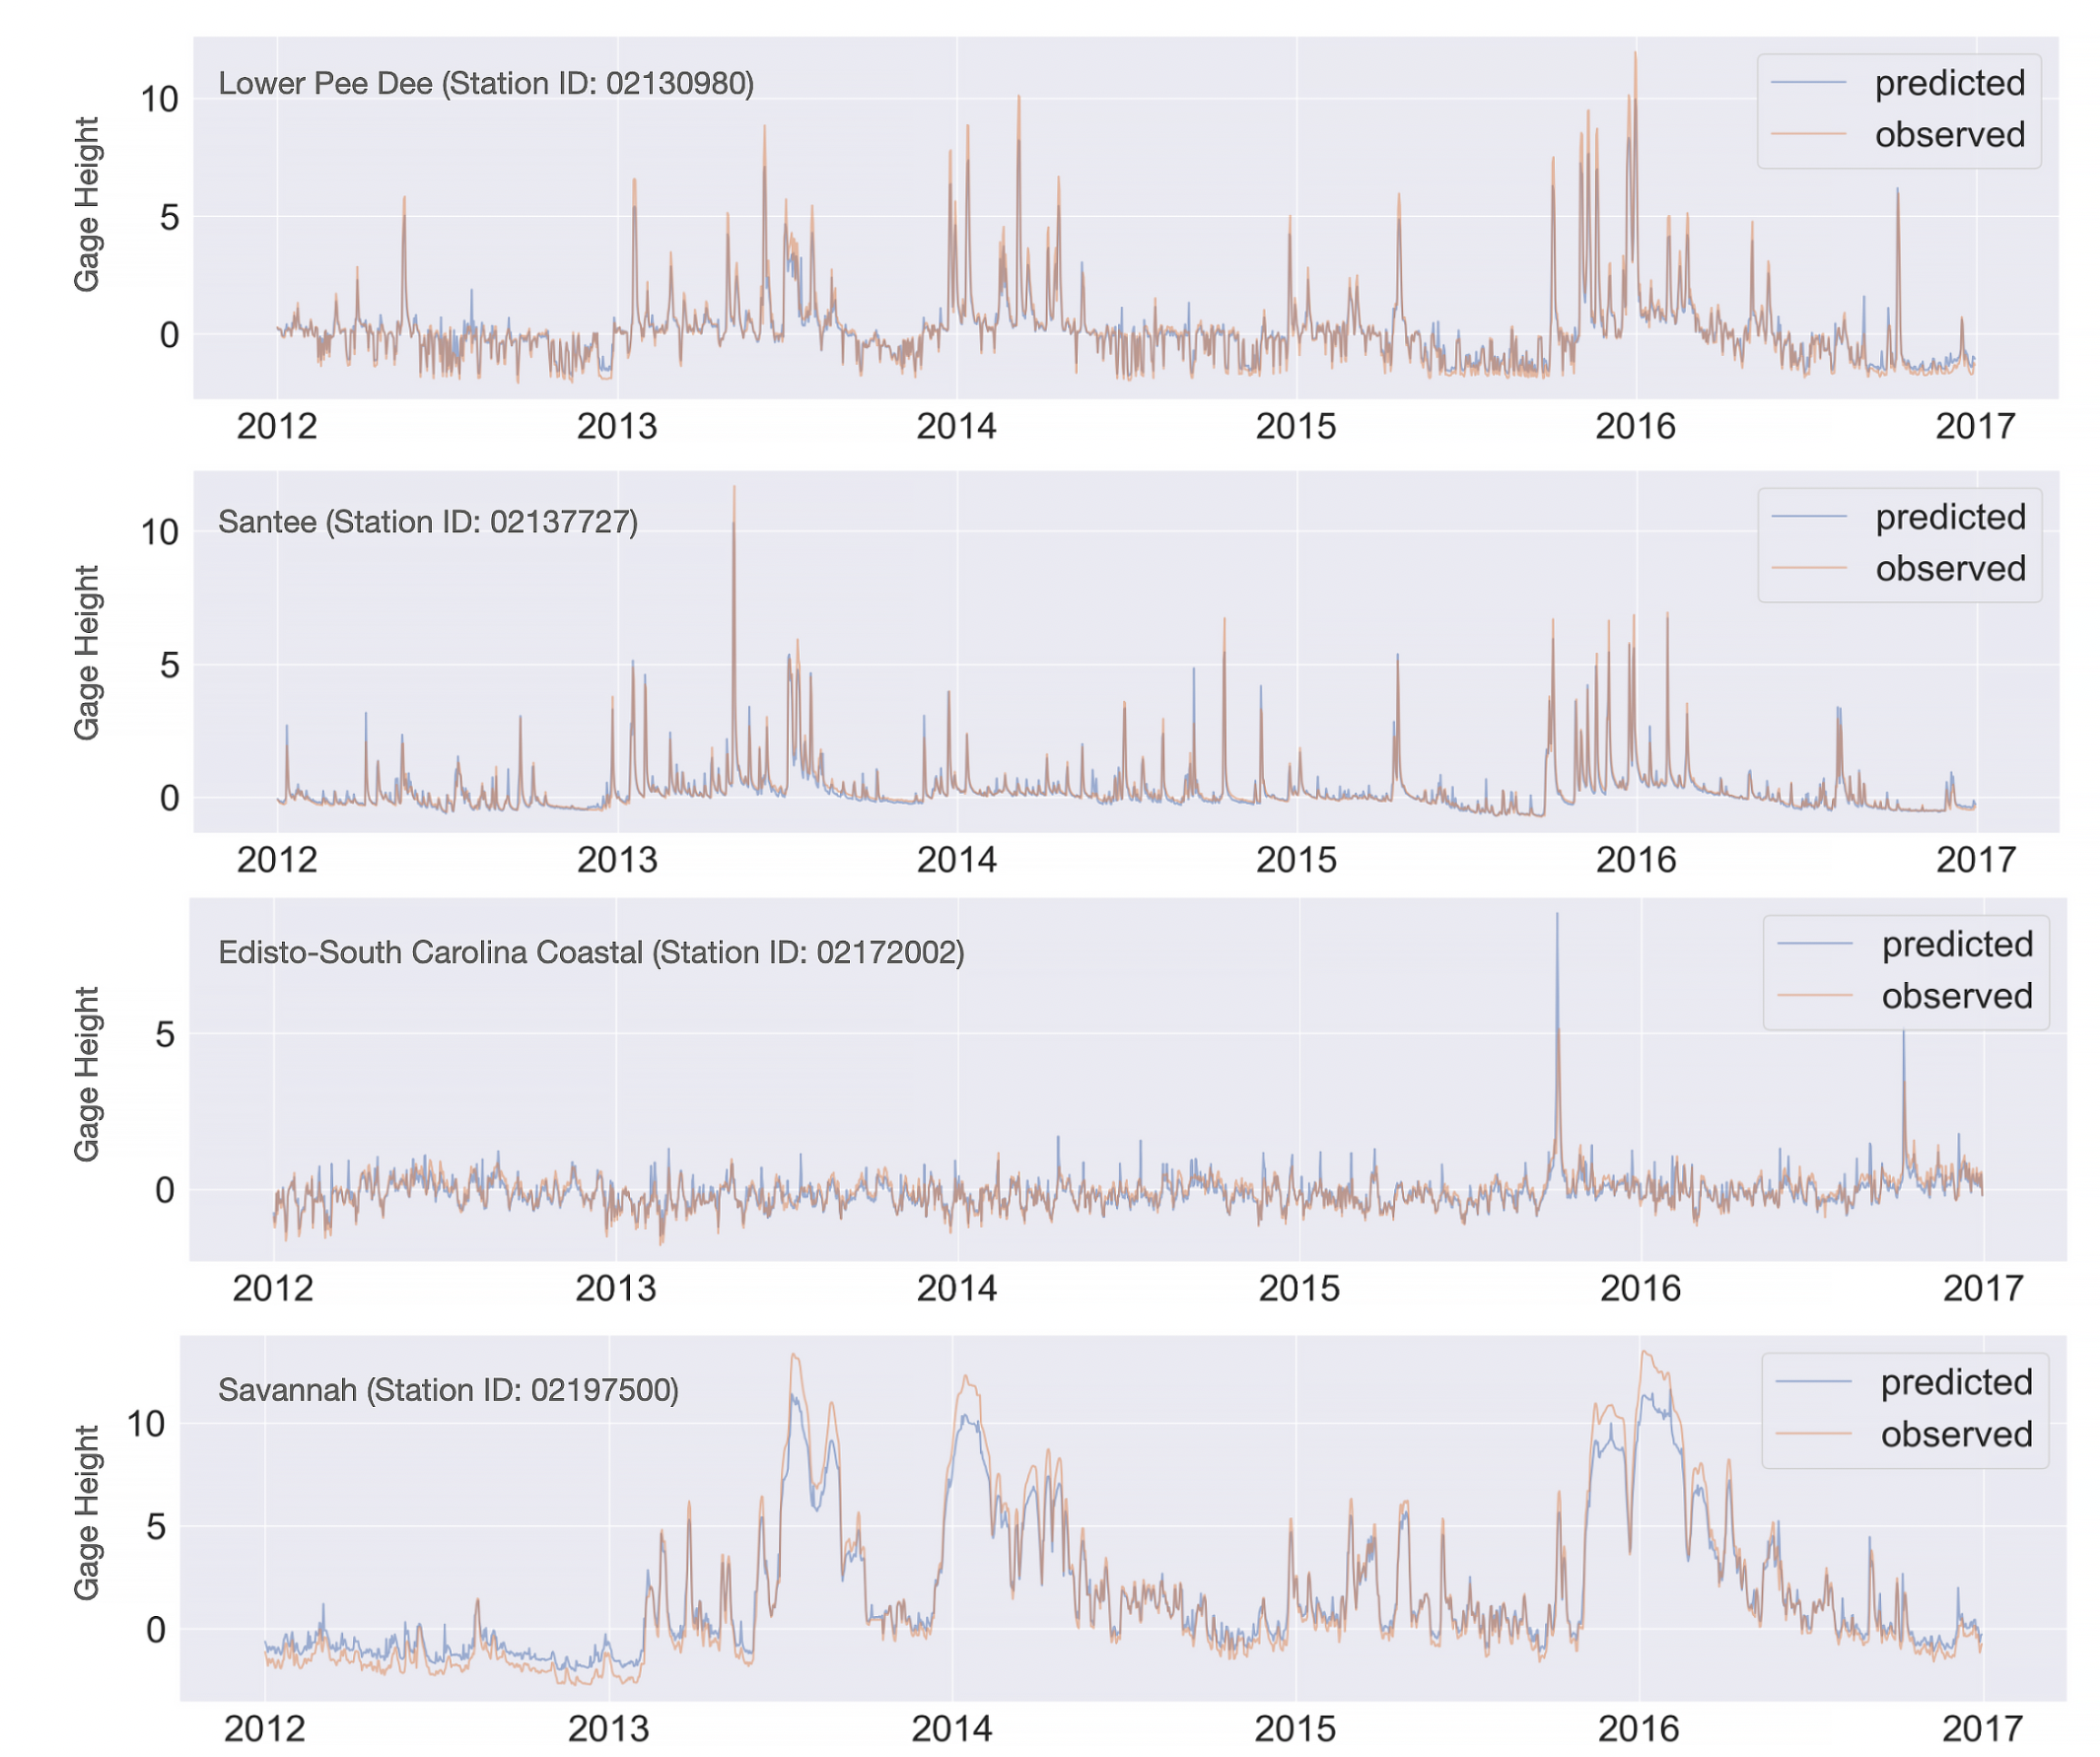 Lower Pee Dee (Station ID: 02130980)
predicted
observed
Gage Height
10
5
0
2012 2013 2014 2015 2016 2017
Santee (Station ID: 02137727)
predicted
observed
Gage Height
10
5
0
2012 2013 2014 2015 2016 2017
Edisto-South Carolina Coastal (Station ID: 02172002)
predicted
observed
Gage Height
5
0
2012 2013 2014 2015 2016 2017
Savannah (Station ID: 02197500)
predicted
observed
Gage Height
10
5
0
2012 2013 2014 2015 2016 2017